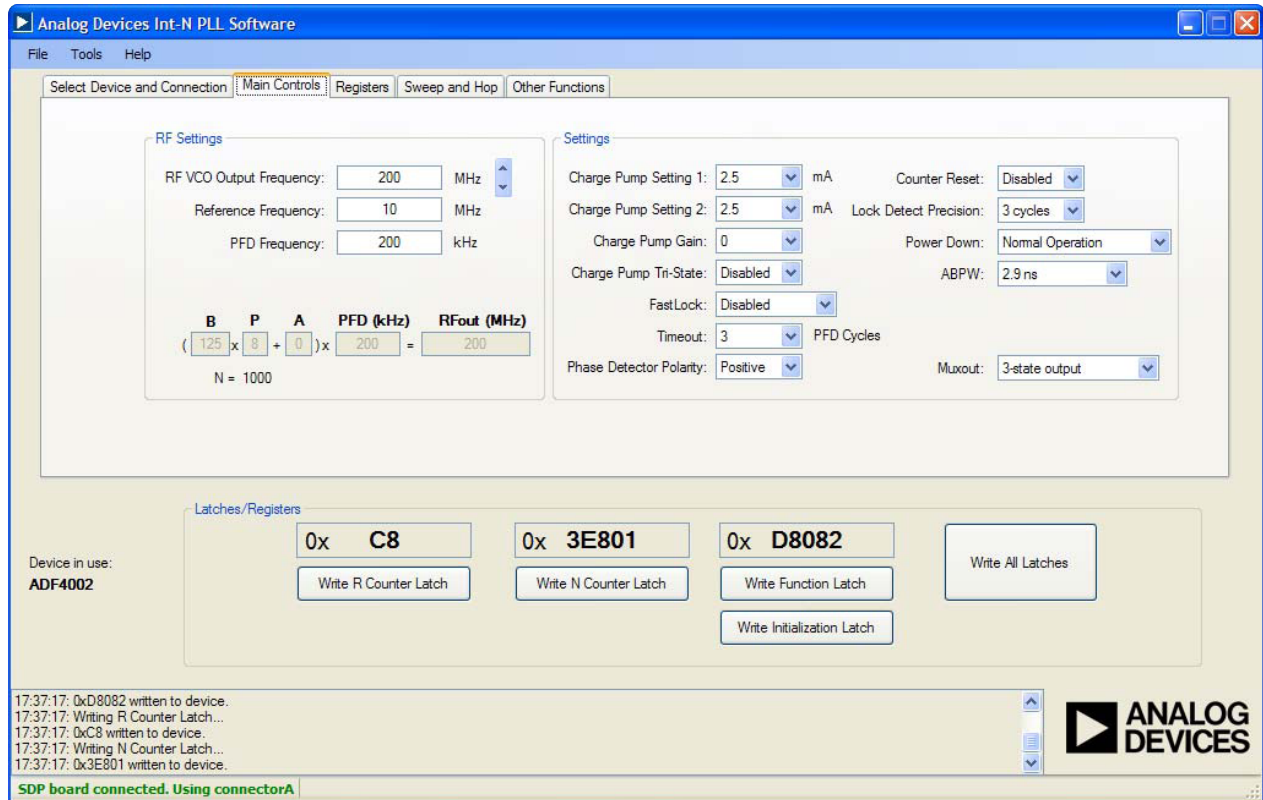 Analog Devices Int-N PLL Software
File Tools Help
Select Device and Connection Main Controls Registers Sweep and Hop Other Functions
RF Settings
RF VCO Output Frequency: 200 MHz
Reference Frequency: 10 MHz
PFD Frequency: 200 kHz
B P A PFD (kHz) RFout (MHz)
( 125 x 8 + 0 ) x 200 = 200
N = 1000
Settings
Charge Pump Setting 1: 2.5 mA
Charge Pump Setting 2: 2.5 mA
Charge Pump Gain: 0
Charge Pump Tri-State: Disabled
FastLock: Disabled
Timeout: 3 PFD Cycles
Phase Detector Polarity: Positive
Counter Reset: Disabled
Lock Detect Precision: 3 cycles
Power Down: Normal Operation
ABPW: 2.9 ns
Muxout: 3-state output
Device in use:
ADF4002
Latches/Registers
0x C8 0x 3E801 0x D8082
Write R Counter Latch Write N Counter Latch Write Function Latch Write All Latches
Write Initialization Latch
17:37:17: 0xD8082 written to device.
17:37:17: Writing R Counter Latch...
17:37:17: 0xC8 written to device.
17:37:17: Writing N Counter Latch...
17:37:17: 0x3E801 written to device.
ANALOG
DEVICES
SDP board connected. Using connectorA